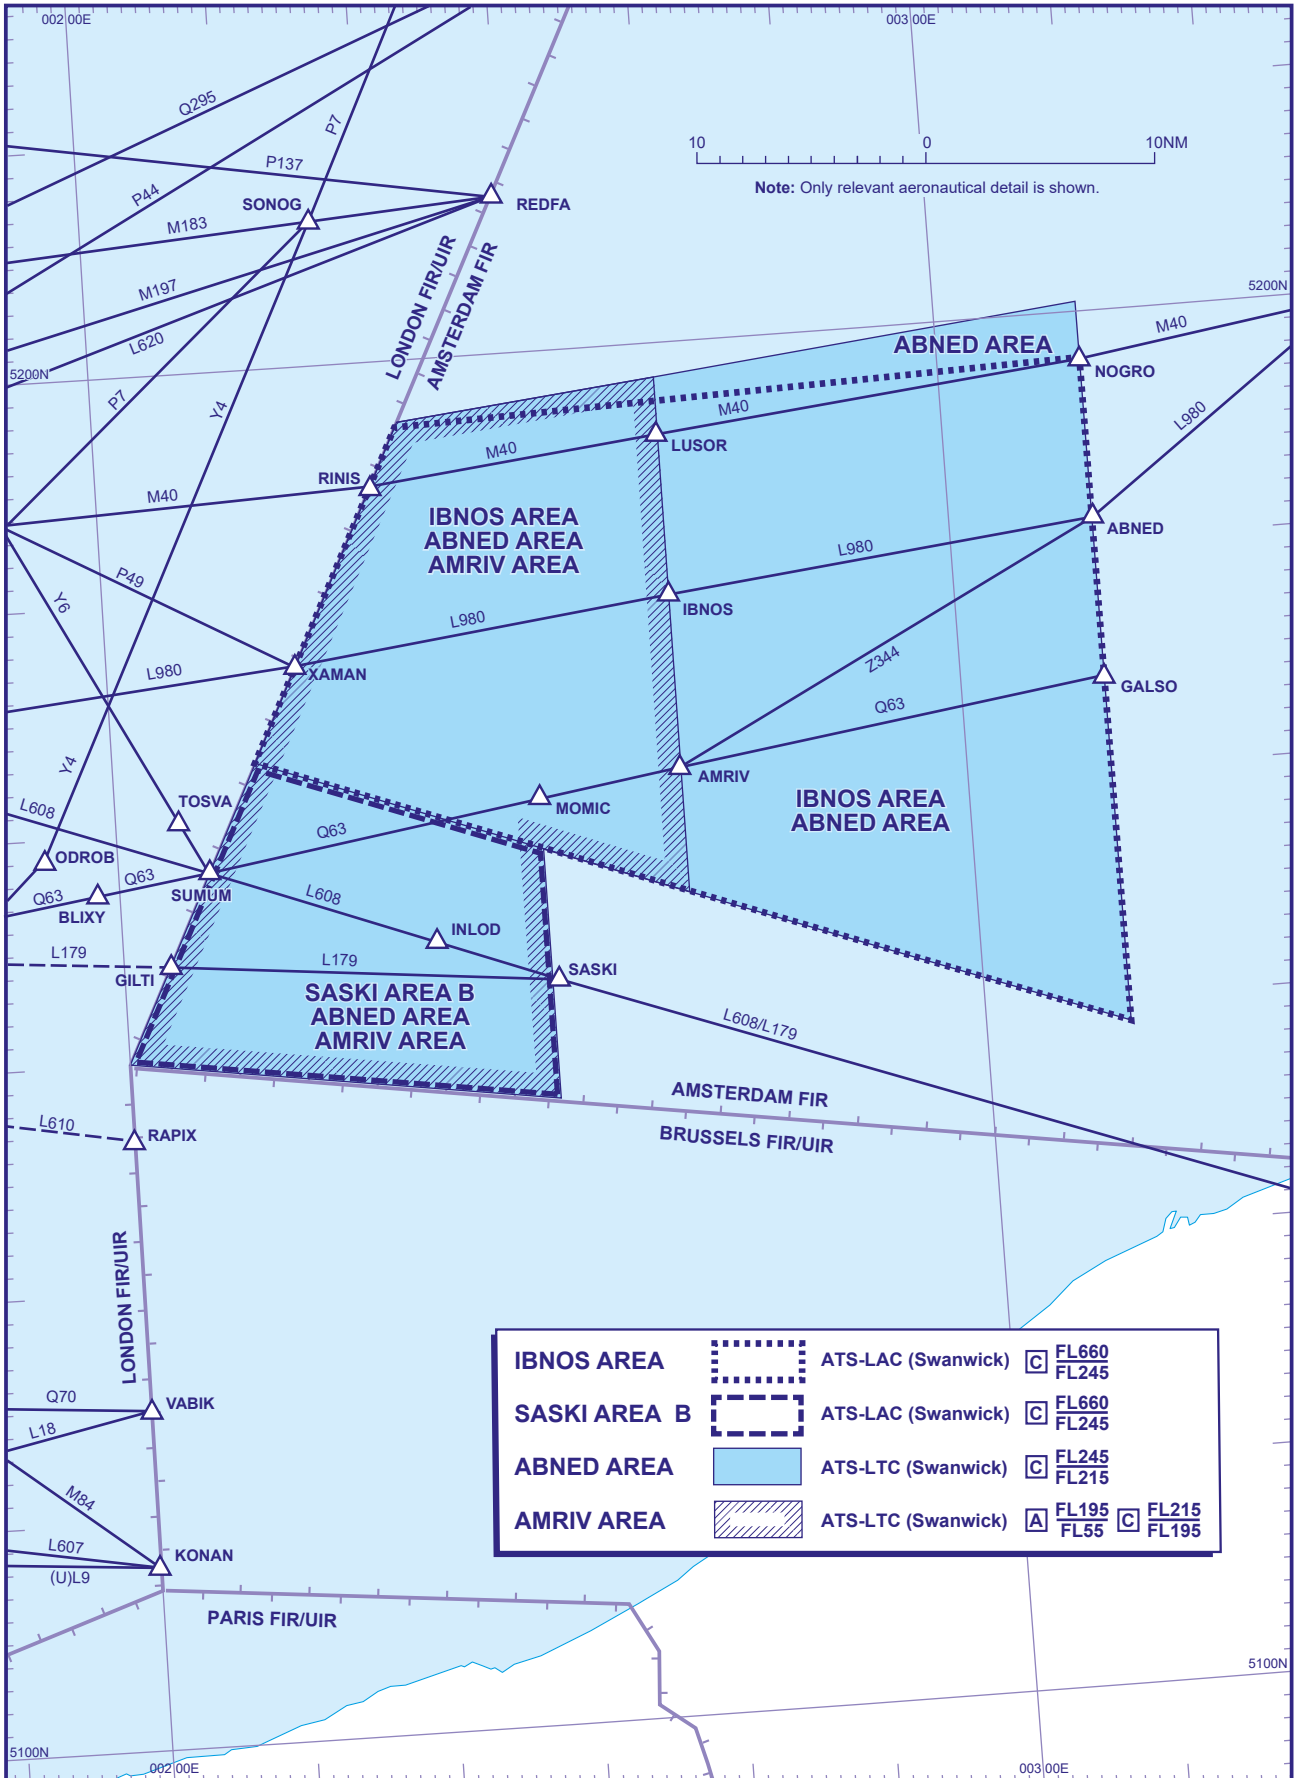 002 00E
003 00E
Q295
P7
10 0 10NM
P137
Note: Only relevant aeronautical detail is shown.
P44
SONOG
REDFA
M183
LONDON FIR/UIR
AMSTERDAM FIR
M197
5200N
L620
M40
ABNED AREA
5200N
NOGRO
P7
Y4
M40
L980
LUSOR
M40
RINIS
M40
IBNOS AREA
ABNED AREA
AMRIV AREA
ABNED
L980
P49
Y6
IBNOS
L980
Z344
L980
XAMAN
GALSO
Q63
Y4
AMRIV
TOSVA
IBNOS AREA
ABNED AREA
L608
MOMIC
Q63
ODROB
Q63
Q63
SUMUM
L608
BLIXY
INLOD
L179
L179
SASKI
GILTI
SASKI AREA B
ABNED AREA
AMRIV AREA
L608/L179
AMSTERDAM FIR
L610
RAPIX
BRUSSELS FIR/UIR
LONDON FIR/UIR
IBNOS AREA ATS-LAC (Swanwick) C FL660
FL245
Q70
VABIK
SASKI AREA B ATS-LAC (Swanwick) C FL660
FL245
L18
ABNED AREA ATS-LTC (Swanwick) C FL245
FL215
M84
AMRIV AREA ATS-LTC (Swanwick) A FL195 C FL215
FL55 FL195
L607
KONAN
(U)L9
PARIS FIR/UIR
5100N
5100N
002 00E
003 00E